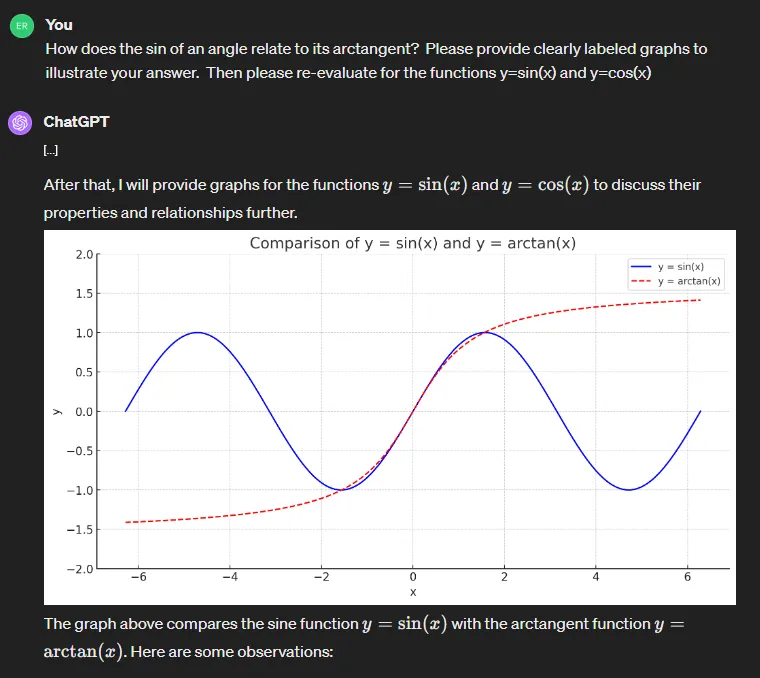 ER You
How does the sin of an angle relate to its arctangent? Please provide clearly labeled graphs to
illustrate your answer. Then please re-evaluate for the functions y=sin(x) and y=cos(x)
ChatGPT
[...]
After that, I will provide graphs for the functions y = sin(x) and y = cos(x) to discuss their
properties and relationships further.
Comparison of y = sin(x) and y = arctan(x)
y = sin(x)
y = arctan(x)
2.0
1.5
1.0
0.5
0.0
−0.5
−1.0
−1.5
−2.0
y
−6 −4 −2 0 2 4 6
x
The graph above compares the sine function y = sin(x) with the arctangent function y =
arctan(x). Here are some observations: